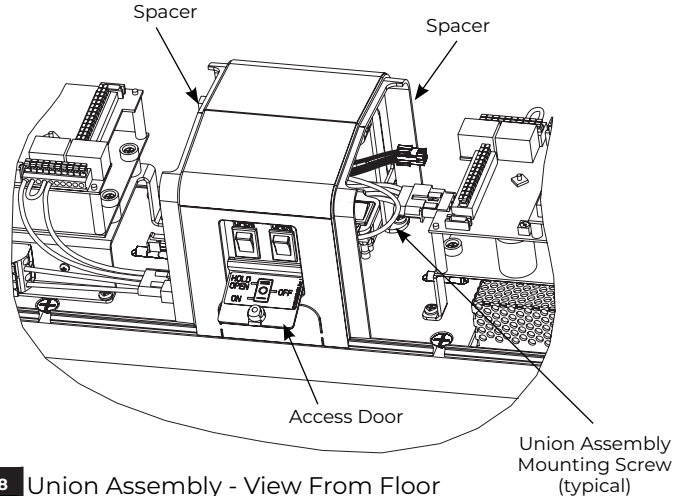 Spacer
Spacer
HOLD
OPEN
OFF
ON
Access Door
Union Assembly
Mounting Screw
(typical)
8 Union Assembly - View From Floor